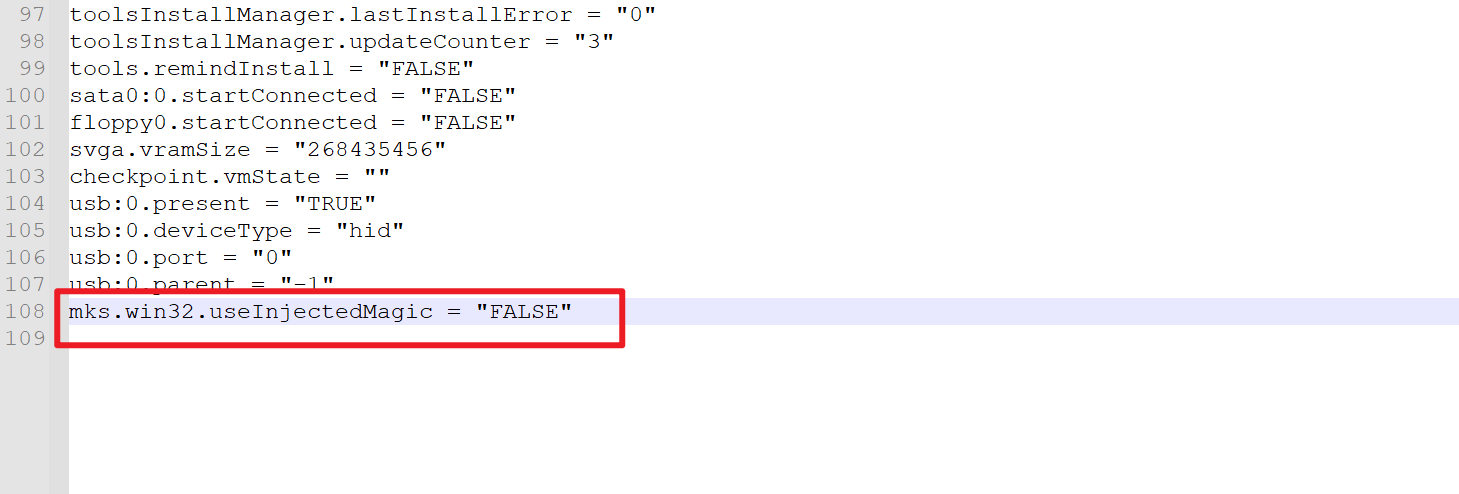 97 toolsInstallManager.lastInstallError = "0"
98 toolsInstallManager.updateCounter = "3"
99 tools.remindInstall = "FALSE"
100 sata0:0.startConnected = "FALSE"
101 floppy0.startConnected = "FALSE"
102 svga.vramSize = "268435456"
103 checkpoint.vmState = ""
104 usb:0.present = "TRUE"
105 usb:0.deviceType = "hid"
106 usb:0.port = "0"
107 usb:0.parent = "-1"
108 mks.win32.useInjectedMagic = "FALSE"
109